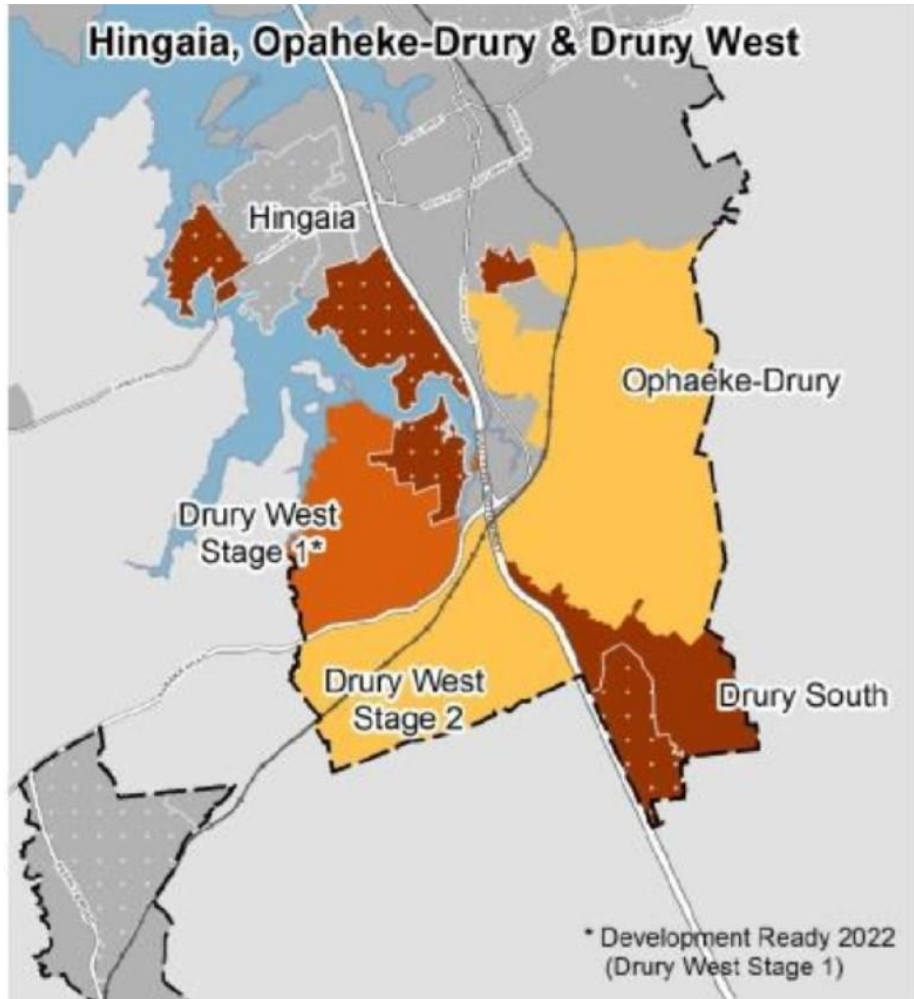 Hingaia, Opaheke-Drury & Drury West
Hingaia
Ophaeke-Drury
Drury West
Stage 1*
Drury West
Stage 2
Drury South
* Development Ready 2022
(Drury West Stage 1)